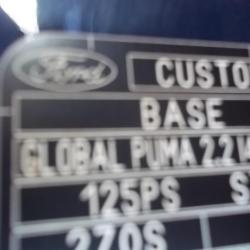 Ford
CUSTO
BASE
GLOBAL PUMA 2.2
125PS S
270S